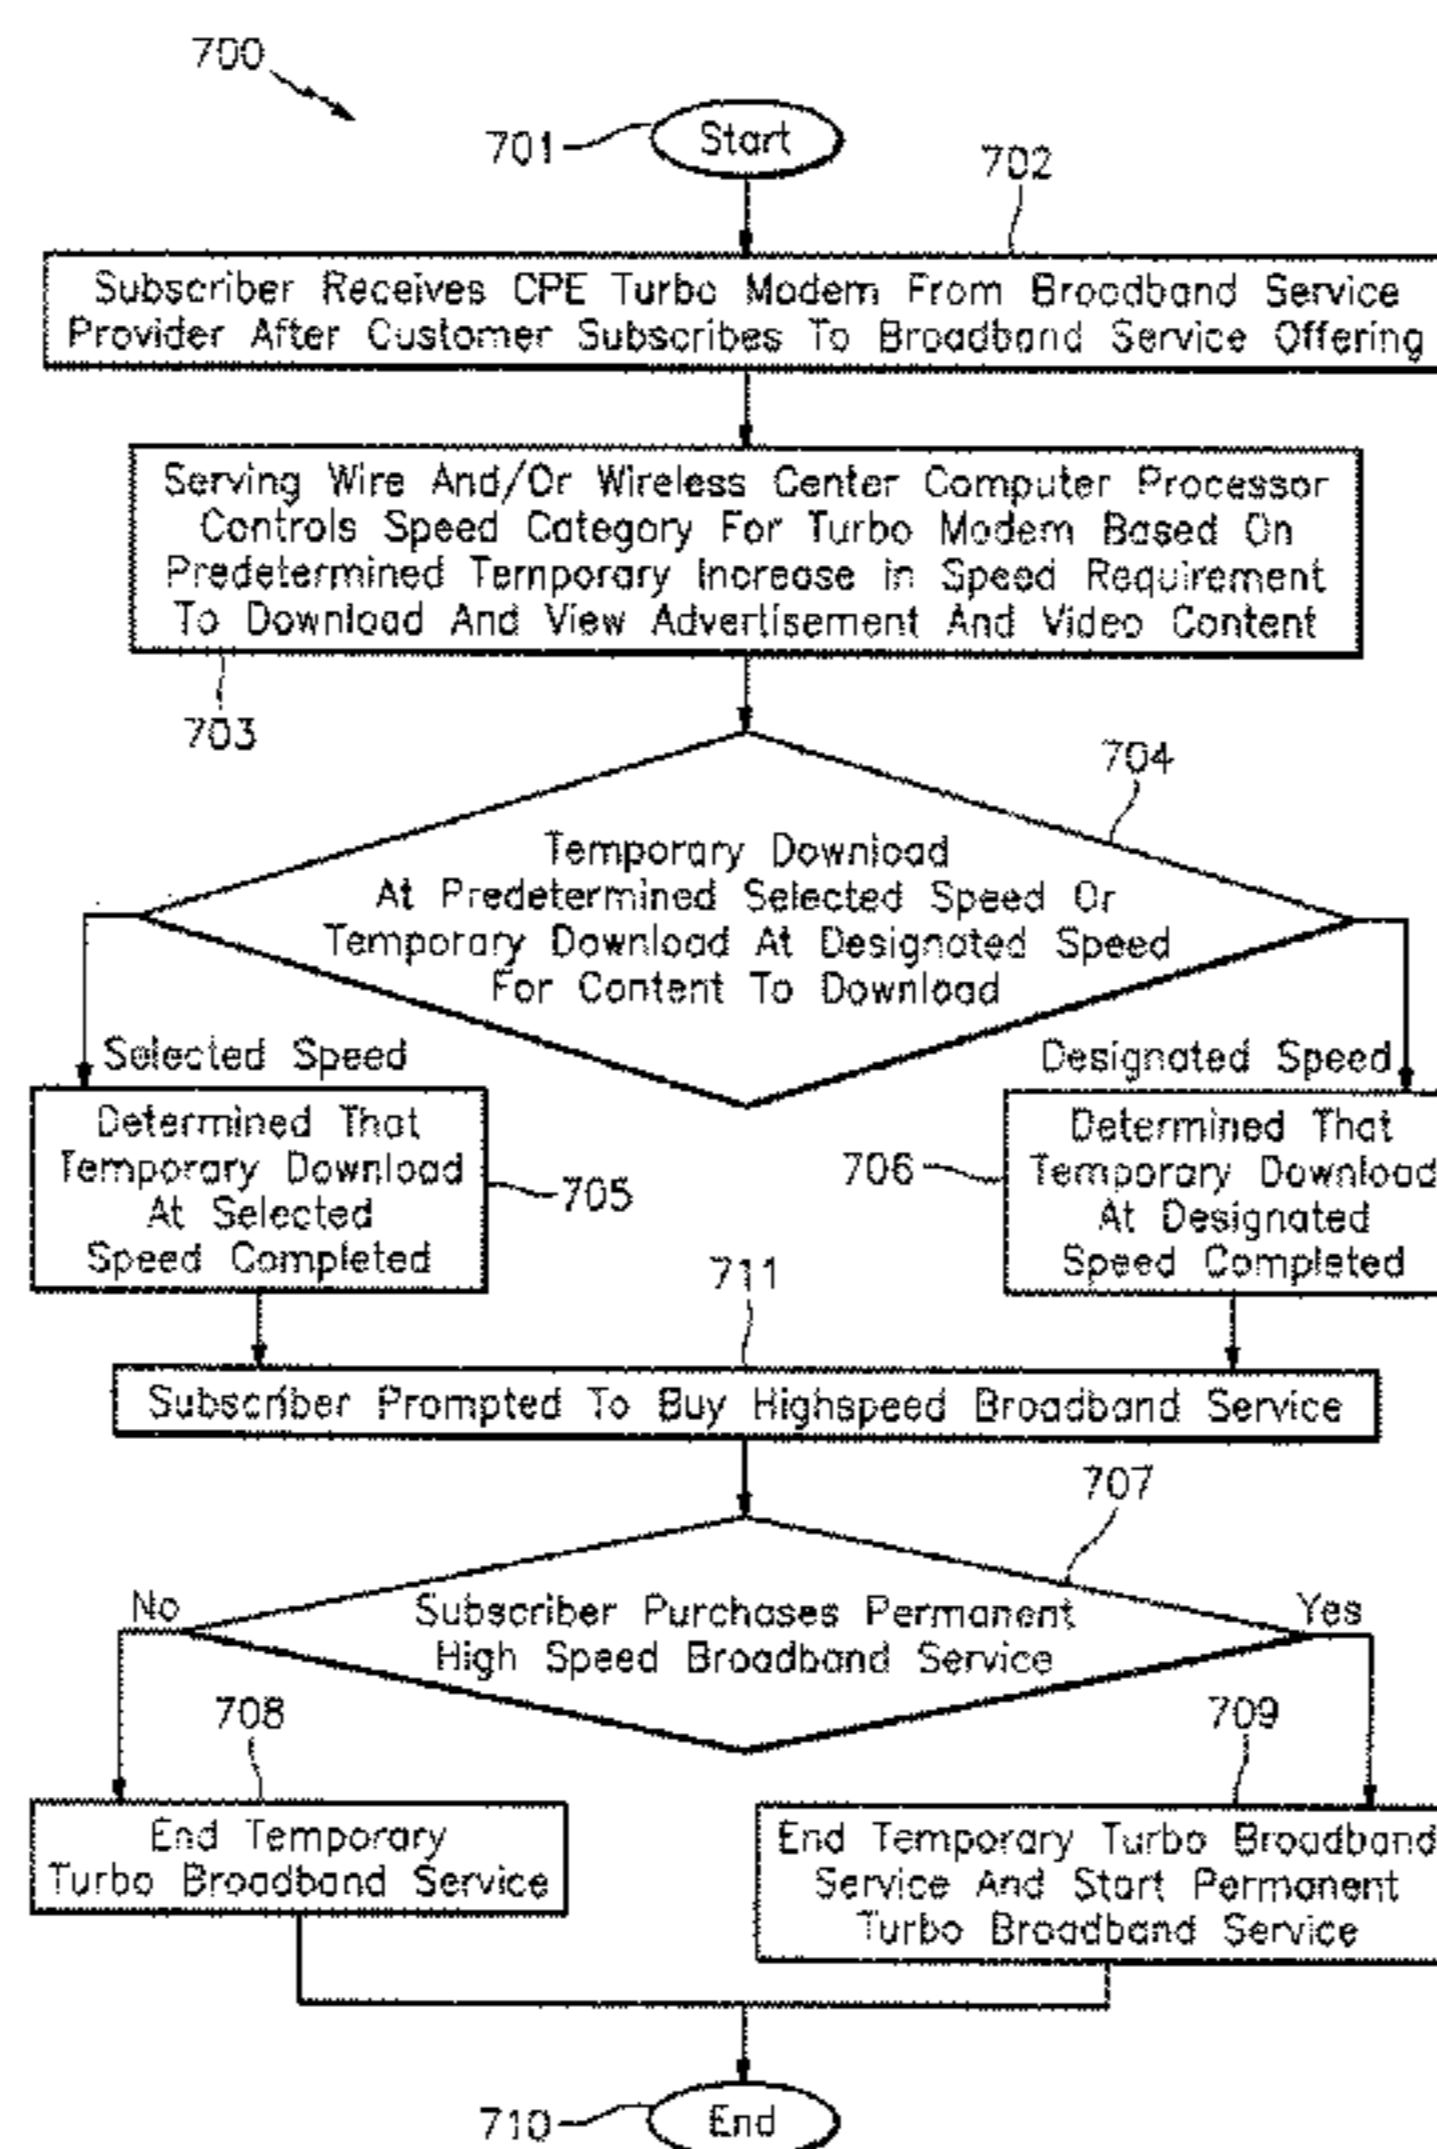 700
701
Start
702
Subscriber Receives CPE Turbo Modem From Broadband Service
Provider After Customer Subscribes To Broadband Service Offering
Serving Wire And/Or Wireless Center Computer Processor
Controls Speed Category For Turbo Modem Based On
Predetermined Temporary Increase in Speed Requirement
To Download And View Advertisement And Video Content
703
704
Temporary Download
At Predetermined Selected Speed Or
Temporary Download At Designated Speed
For Content To Download
Selected Speed
Designated Speed
Determined That
Temporary Download
At Selected
Speed Completed
705
706
Determined That
Temporary Download
At Designated
Speed Completed
711
Subscriber Prompted To Buy Highspeed Broadband Service
707
No
Subscriber Purchases Permanent
High Speed Broadband Service
Yes
708
709
End Temporary
Turbo Broadband Service
End Temporary Turbo Broadband
Service And Start Permanent
Turbo Broadband Service
710
End